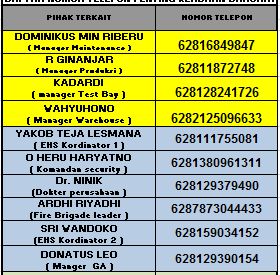 PIHAK TERKAIT NOMOR TELEPON
DOMINIKUS MIN RIBERU
( Manager Maintenance ) 62816849847
R GINANJAR
( Manager Produksi ) 62811872748
KADARDI
( manager Test Bay ) 628128241726
WAHYUHONO
( Manager Warehouse ) 6282125096633
YAKOB TEJA LESMANA
( EHS Kordinator 1 ) 628111755081
O HERU HARYATNO
( Komandan security ) 6281380961311
Dr. NINIK
(Dokter perusahaan ) 628129379490
ARDHI RIYADHI
(Fire Brigade leader ) 6287873044433
SRI WANDOKO
(EHS Kordinator 2 ) 628159034152
DONATUS LEO
( Manger GA ) 628129390154